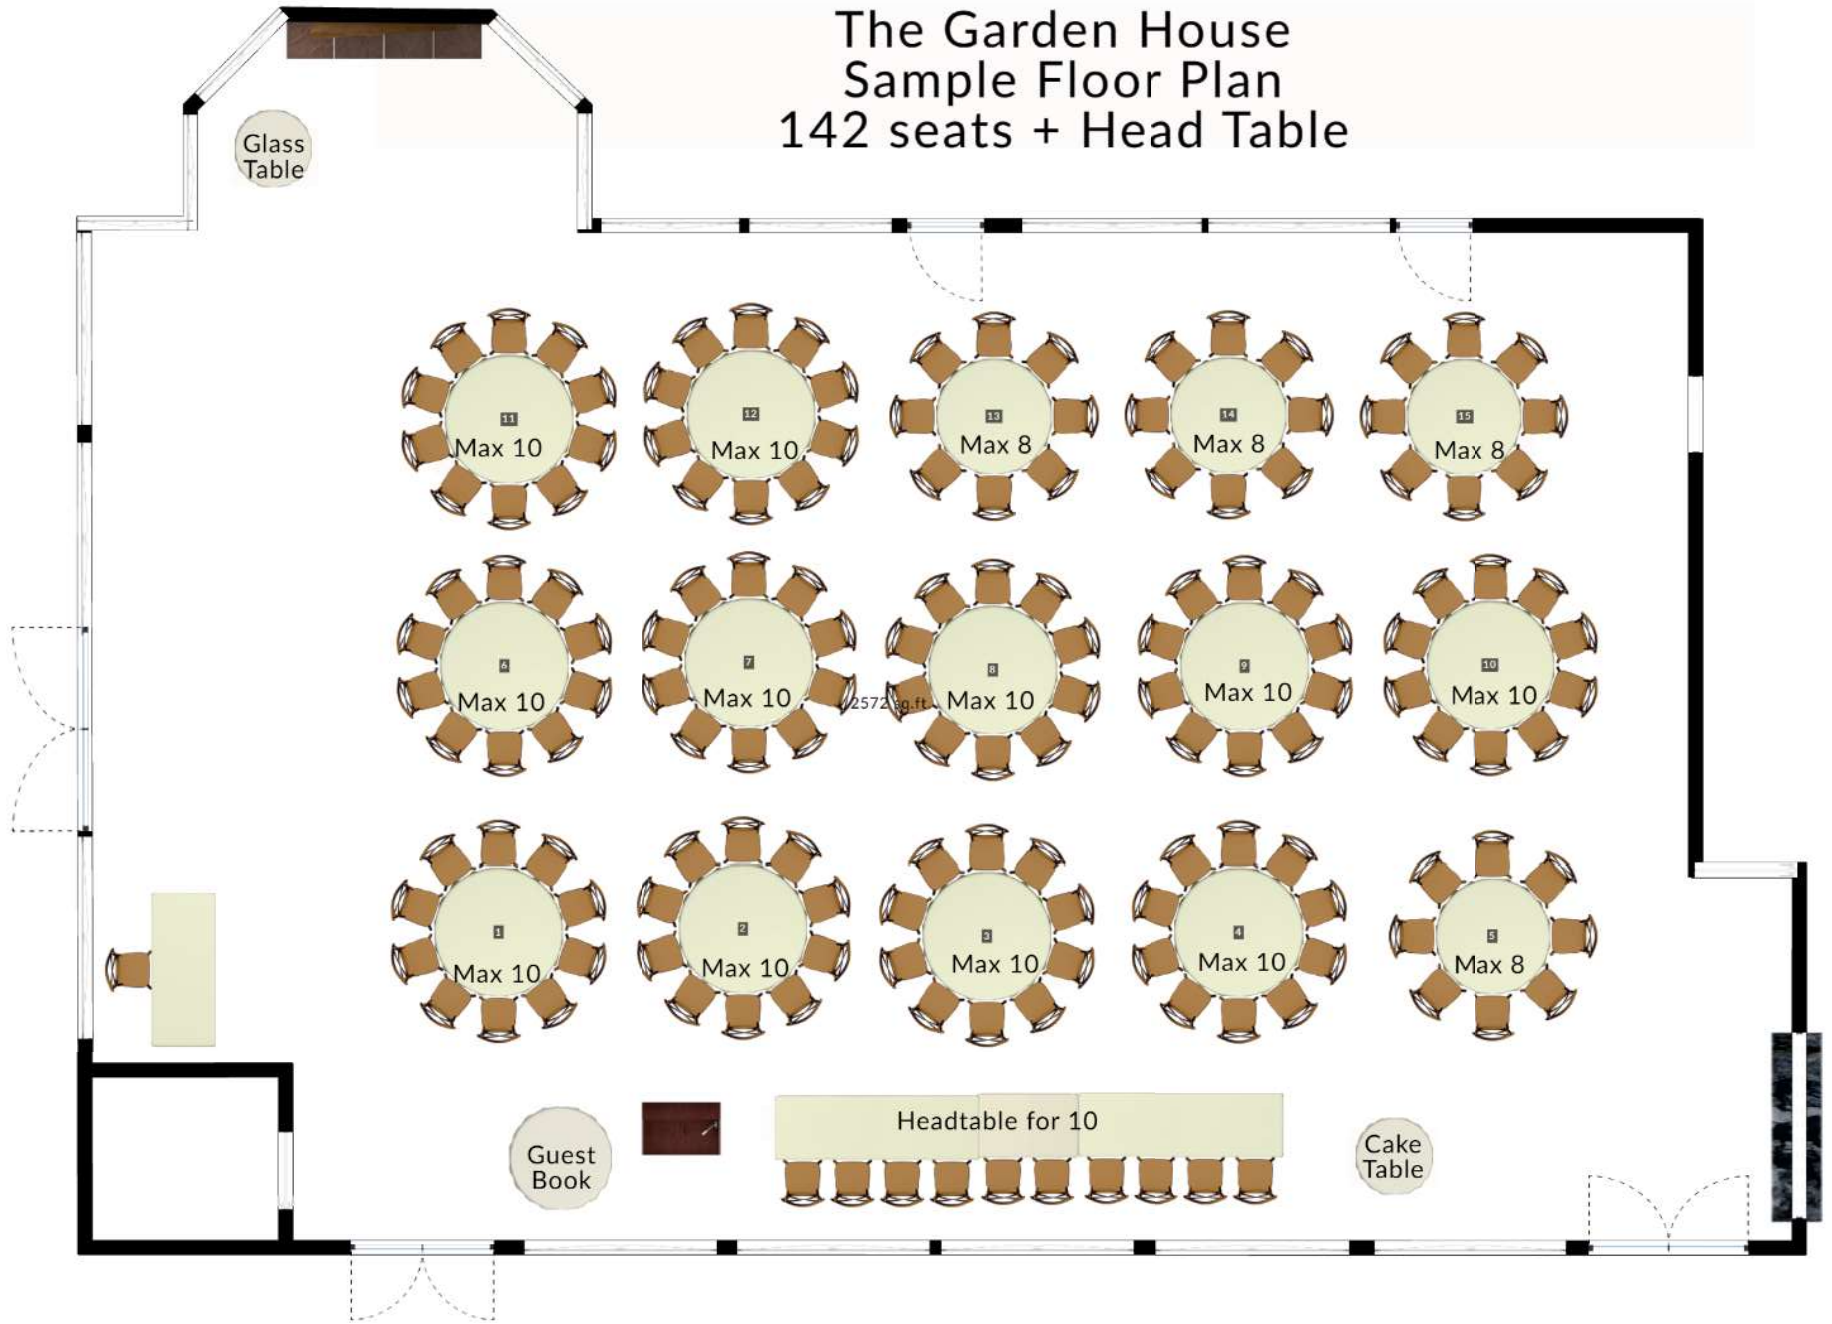 The Garden House
Sample Floor Plan
142 seats + Head Table
Glass
Table
11
Max 10
12
Max 10
13
Max 8
14
Max 8
15
Max 8
6
Max 10
7
Max 10
2572 sq.ft
8
Max 10
9
Max 10
10
Max 10
1
Max 10
2
Max 10
3
Max 10
4
Max 10
5
Max 8
Guest
Book
Headtable for 10
Cake
Table